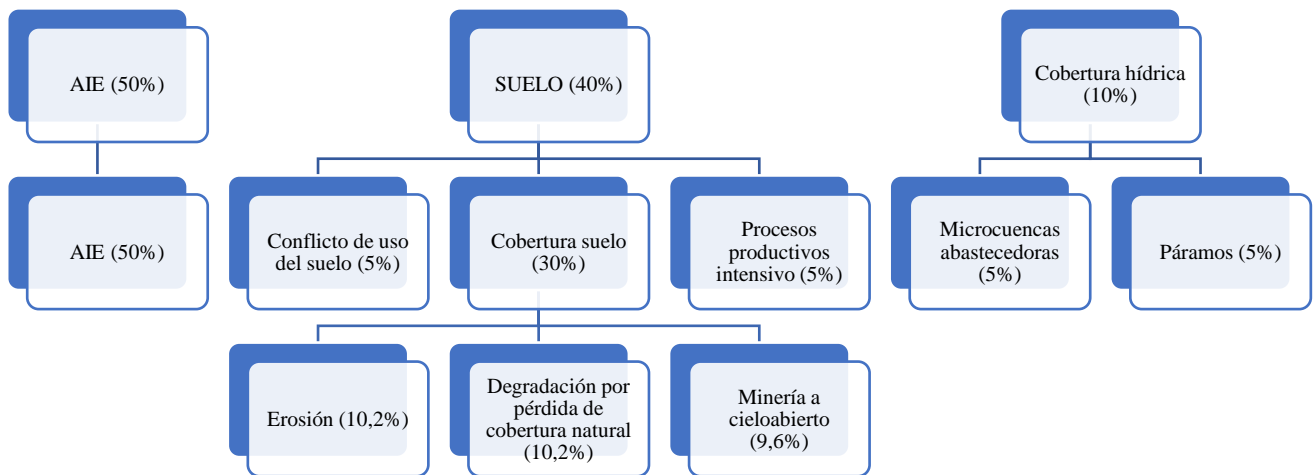 AIE (50%)
SUELO (40%)
Cobertura hídrica
(10%)
AIE (50%)
Conflicto de uso
del suelo (5%)
Cobertura suelo
(30%)
Procesos
productivos
intensivo (5%)
Microcuencas
abastecedoras
(5%)
Páramos (5%)
Erosión (10,2%)
Degradación por
pérdida de
cobertura natural
(10,2%)
Minería a
cieloabierto
(9,6%)